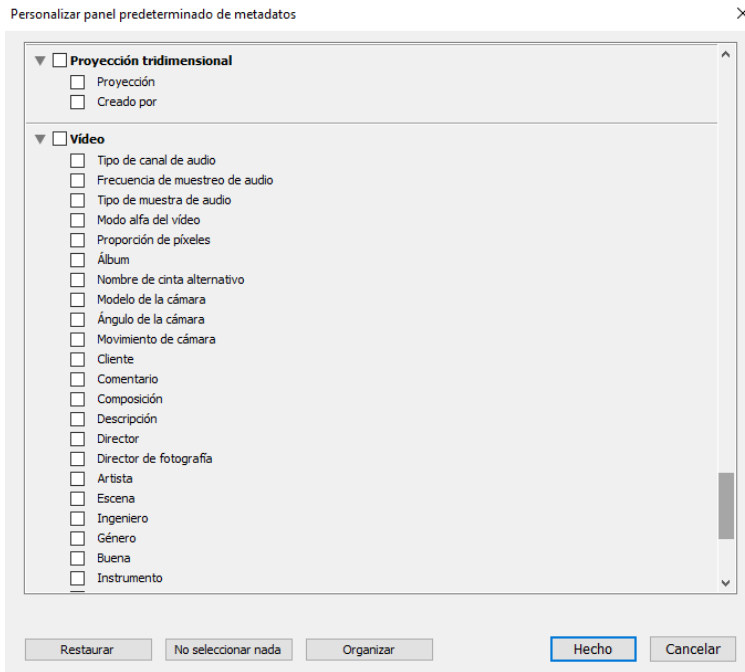 Personalizar panel predeterminado de metadatos
Proyección tridimensional
Proyección
Creado por
Vídeo
Tipo de canal de audio
Frecuencia de muestreo de audio
Tipo de muestra de audio
Modo alfa del vídeo
Proporción de píxeles
Álbum
Nombre de cinta alternativo
Modelo de la cámara
Ángulo de la cámara
Movimiento de cámara
Cliente
Comentario
Composición
Descripción
Director
Director de fotografía
Artista
Escena
Ingeniero
Género
Buena
Instrumento
Restaurar No seleccionar nada Organizar Hecho Cancelar